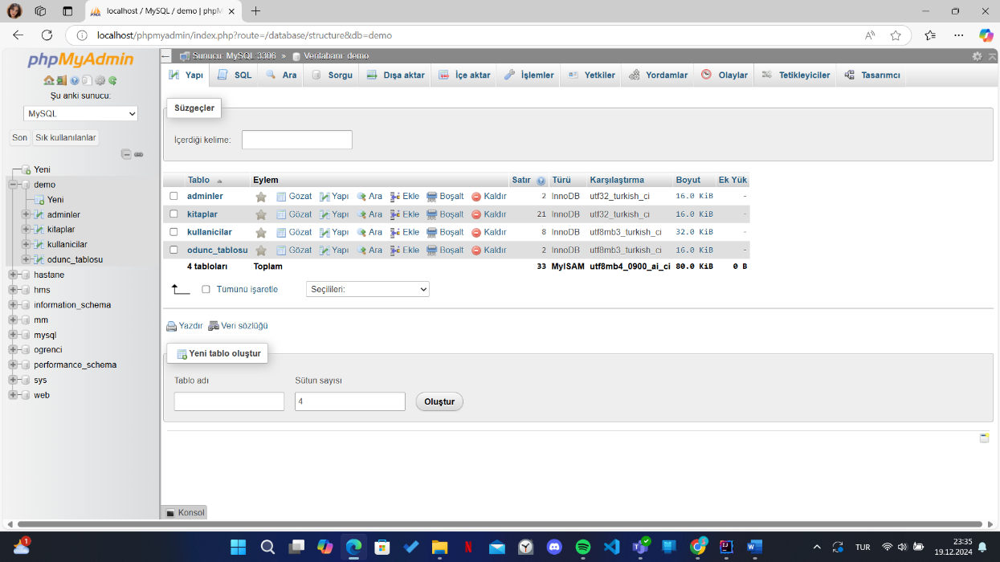 localhost / MySQL / demo | phpM
localhost/phpmyadmin/index.php?route=/database/structure&db=demo
phpMyAdmin
Şu anki sunucu:
MySQL
Son Sık kullanılanlar
Yeni
demo
Yeni
adminler
kitaplar
kullanicilar
odunc_tablosu
hastane
hms
information_schema
mm
mysql
ogrenci
performance_schema
sys
web
Sunucu: MySQL:3306 » Veritabanı: demo
Yapı SQL Ara Sorgu Dışa aktar İçe aktar İşlemler Yetkiler Yordamlar Olaylar Tetikleyiciler Tasarımcı
Süzgeçler
İçerdiği kelime:
Tablo Eylem Satır Türü Karşılaştırma Boyut Ek Yük
adminler Gözat Yapı Ara Ekle Boşalt Kaldır 2 InnoDB utf32_turkish_ci 16.0 KiB -
kitaplar Gözat Yapı Ara Ekle Boşalt Kaldır 21 InnoDB utf32_turkish_ci 16.0 KiB -
kullanicilar Gözat Yapı Ara Ekle Boşalt Kaldır 8 InnoDB utf8mb3_turkish_ci 32.0 KiB -
odunc_tablosu Gözat Yapı Ara Ekle Boşalt Kaldır 2 InnoDB utf8mb3_turkish_ci 16.0 KiB -
4 tabloları Toplam 33 MyISAM utf8mb4_0900_ai_ci 80.0 KiB 0 B
Tümünü işaretle Seçilileri:
Yazdır Veri sözlüğü
Yeni tablo oluştur
Tablo adı Sütun sayısı
4 Oluştur
Konsol
1 TUR 23:35
19.12.2024